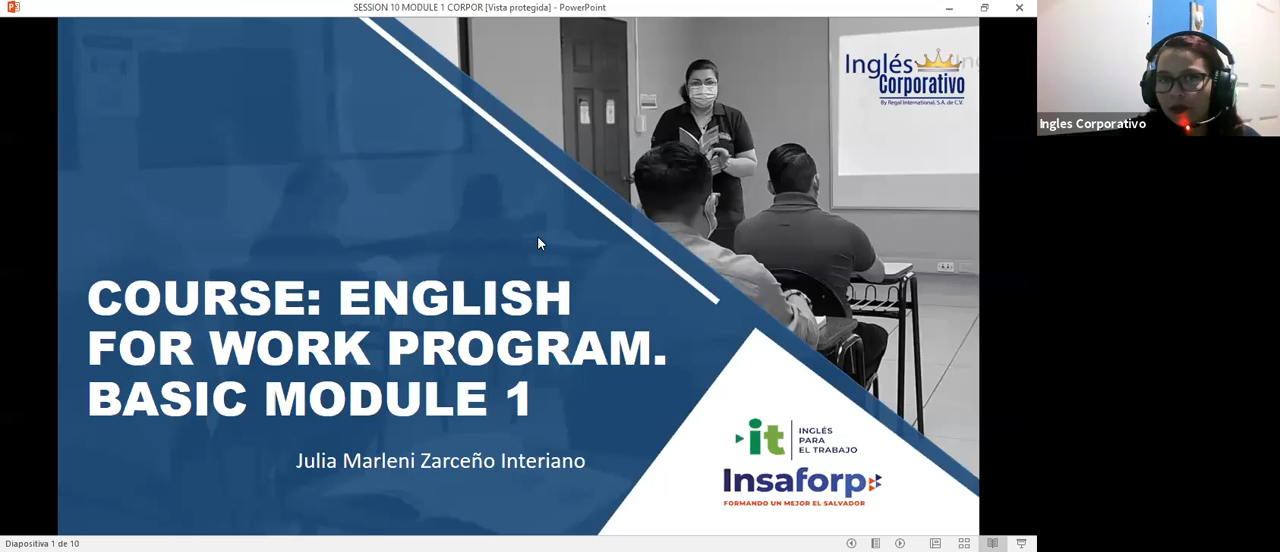 SESSION 10 MODULE 1 CORPOR [Vista protegida] - PowerPoint
Inglés
Corporativo
By Regal International, S.A. de C.V.
Ingles Corporativo
COURSE: ENGLISH
FOR WORK PROGRAM.
BASIC MODULE 1
Julia Marleni Zarceño Interiano
it
INGLÉS
PARA
EL TRABAJO
Insaforp
FORMANDO UN MEJOR EL SALVADOR
Diapositiva 1 de 10